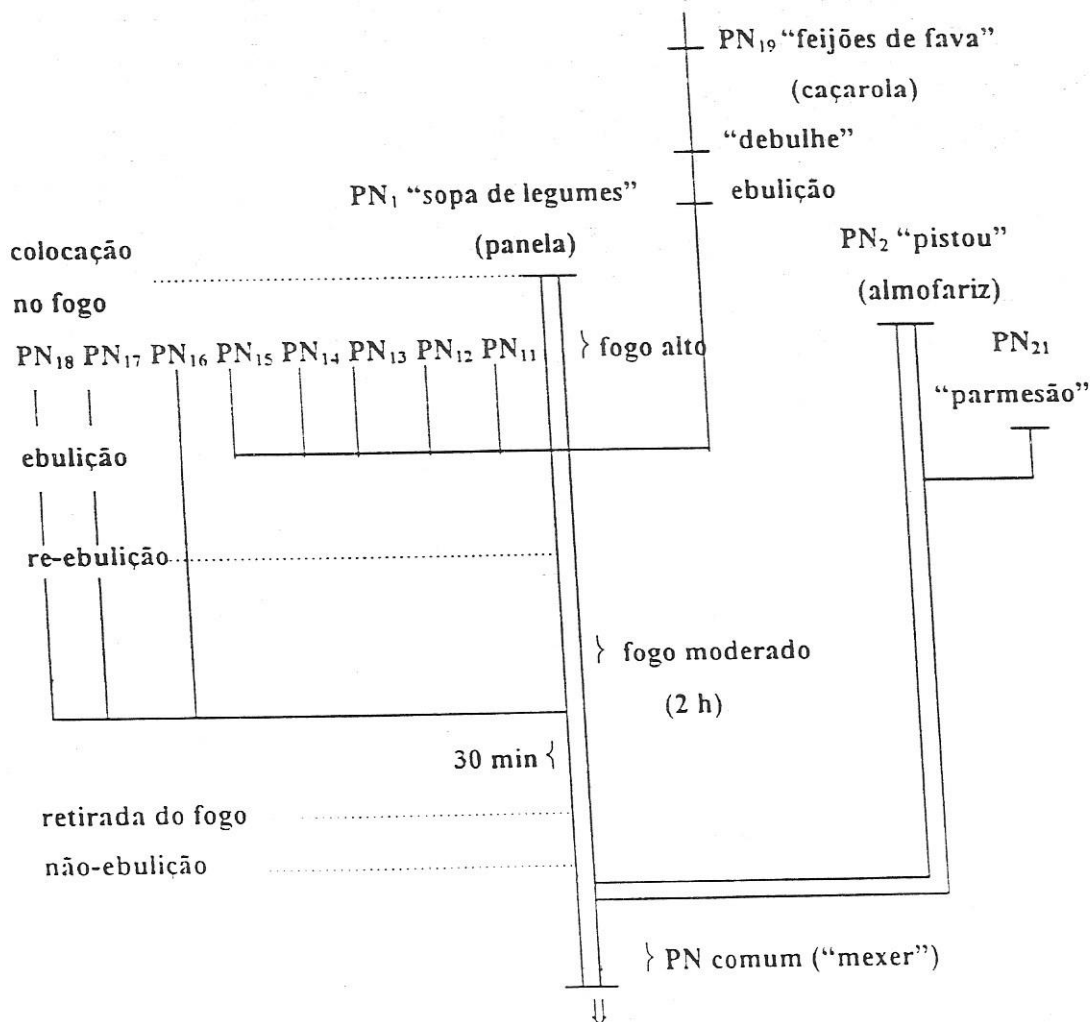 PN₁₉ “feijões de fava”
(caçarola)
“debulhe”
PN₁ “sopa de legumes”
ebulição
(panela)
PN₂ “pistou”
(almofariz)
colocação
no fogo
PN₁₈ PN₁₇ PN₁₆ PN₁₅ PN₁₄ PN₁₃ PN₁₂ PN₁₁
} fogo alto
PN₂₁
“parmesão”
ebulição
re-ebulição
} fogo moderado
(2 h)
30 min {
retirada do fogo
não-ebulição
} PN comum (“mexer”)